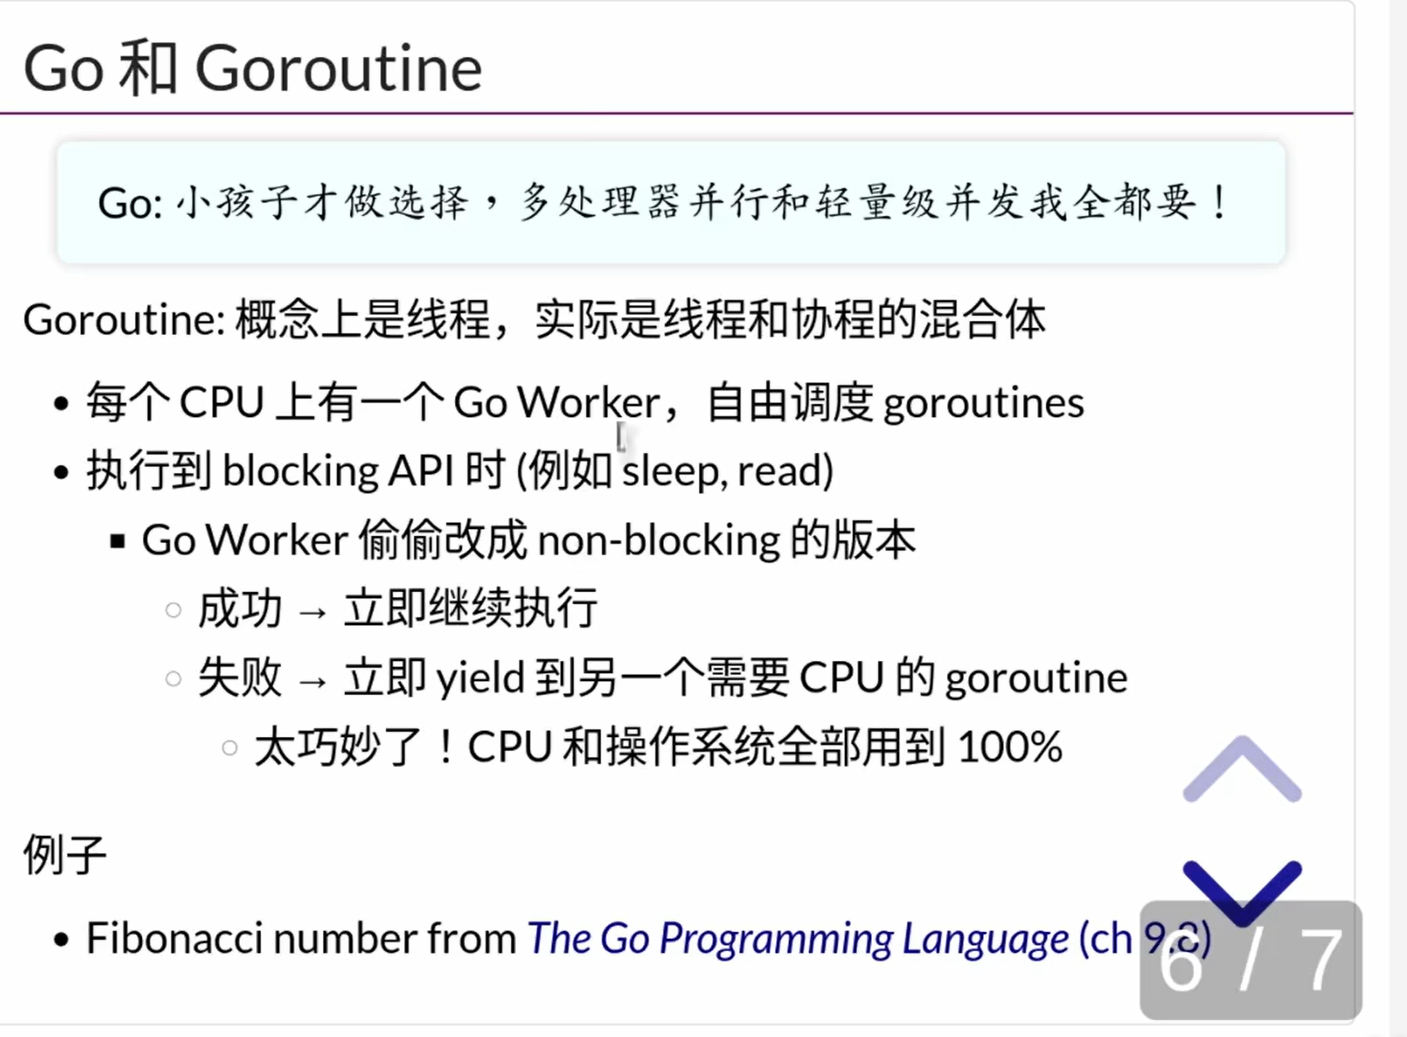 Go 和 Goroutine
Go: 小孩子才做选择，多处理器并行和轻量级并发我全都要！
Goroutine: 概念上是线程，实际是线程和协程的混合体
• 每个 CPU 上有一个 Go Worker，自由调度 goroutines
• 执行到 blocking API 时 (例如 sleep, read)
▪ Go Worker 偷偷改成 non-blocking 的版本
○ 成功 → 立即继续执行
○ 失败 → 立即 yield 到另一个需要 CPU 的 goroutine
○ 太巧妙了！CPU 和操作系统全部用到 100%
例子
• Fibonacci number from The Go Programming Language (ch 9.8)
6 / 7